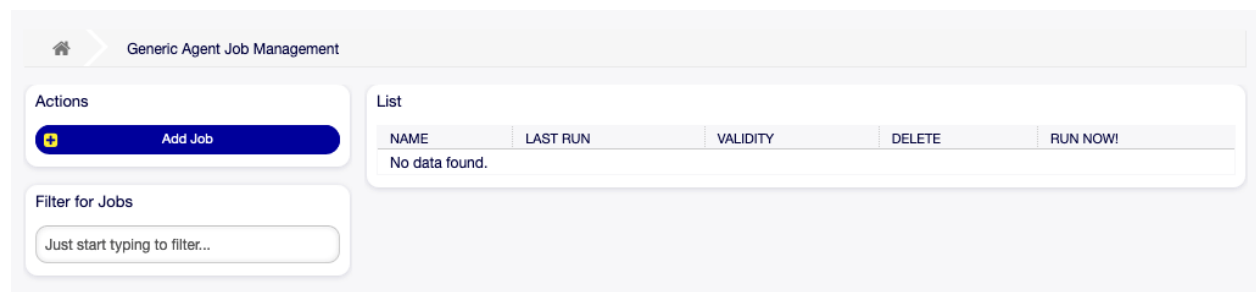 Generic Agent Job Management
Actions
Add Job
Filter for Jobs
Just start typing to filter...
List
NAME LAST RUN VALIDITY DELETE RUN NOW!
No data found.